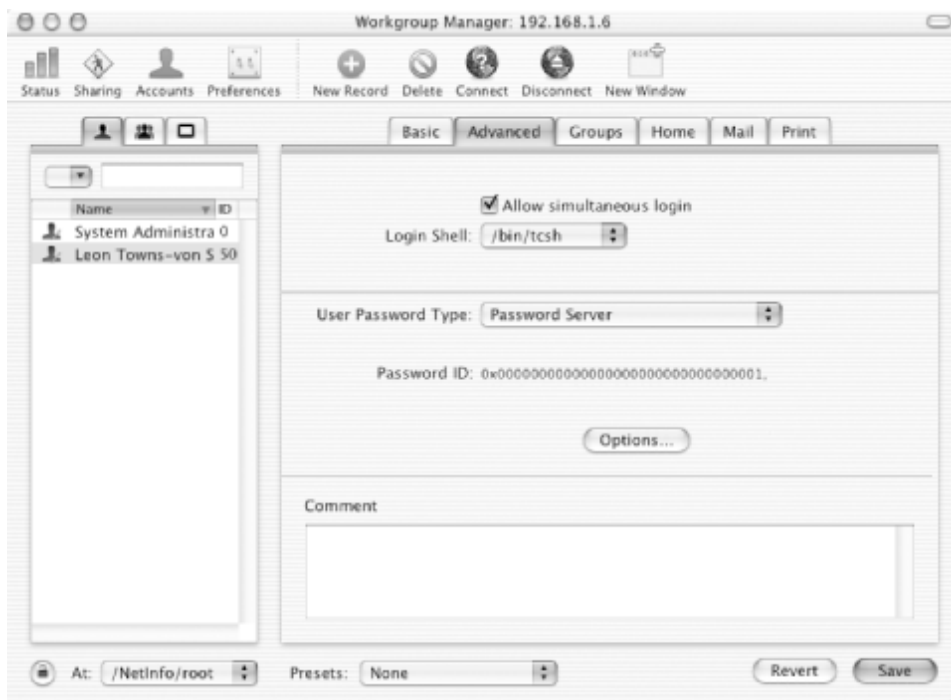 Workgroup Manager: 192.168.1.6
Status Sharing Accounts Preferences New Record Delete Connect Disconnect New Window
Basic Advanced Groups Home Mail Print
Name ID
System Administra 0
Leon Towns-von S 50
Allow simultaneous login
Login Shell: /bin/tcsh
User Password Type: Password Server
Password ID: 0x00000000000000000000000000000001,
Options...
Comment
At: /NetInfo/root Presets: None Revert Save